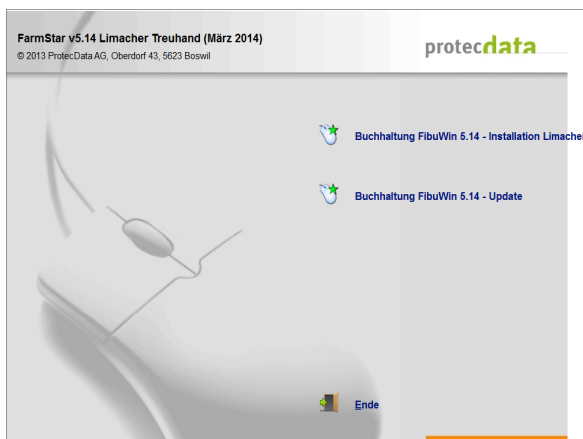 FarmStar v5.14 Limacher Treuhand (März 2014)
© 2013 ProtecData AG, Oberdorf 43, 5623 Boswil
protecdata
Buchhaltung FibuWin 5.14 - Installation Limacher
Buchhaltung FibuWin 5.14 - Update
Ende